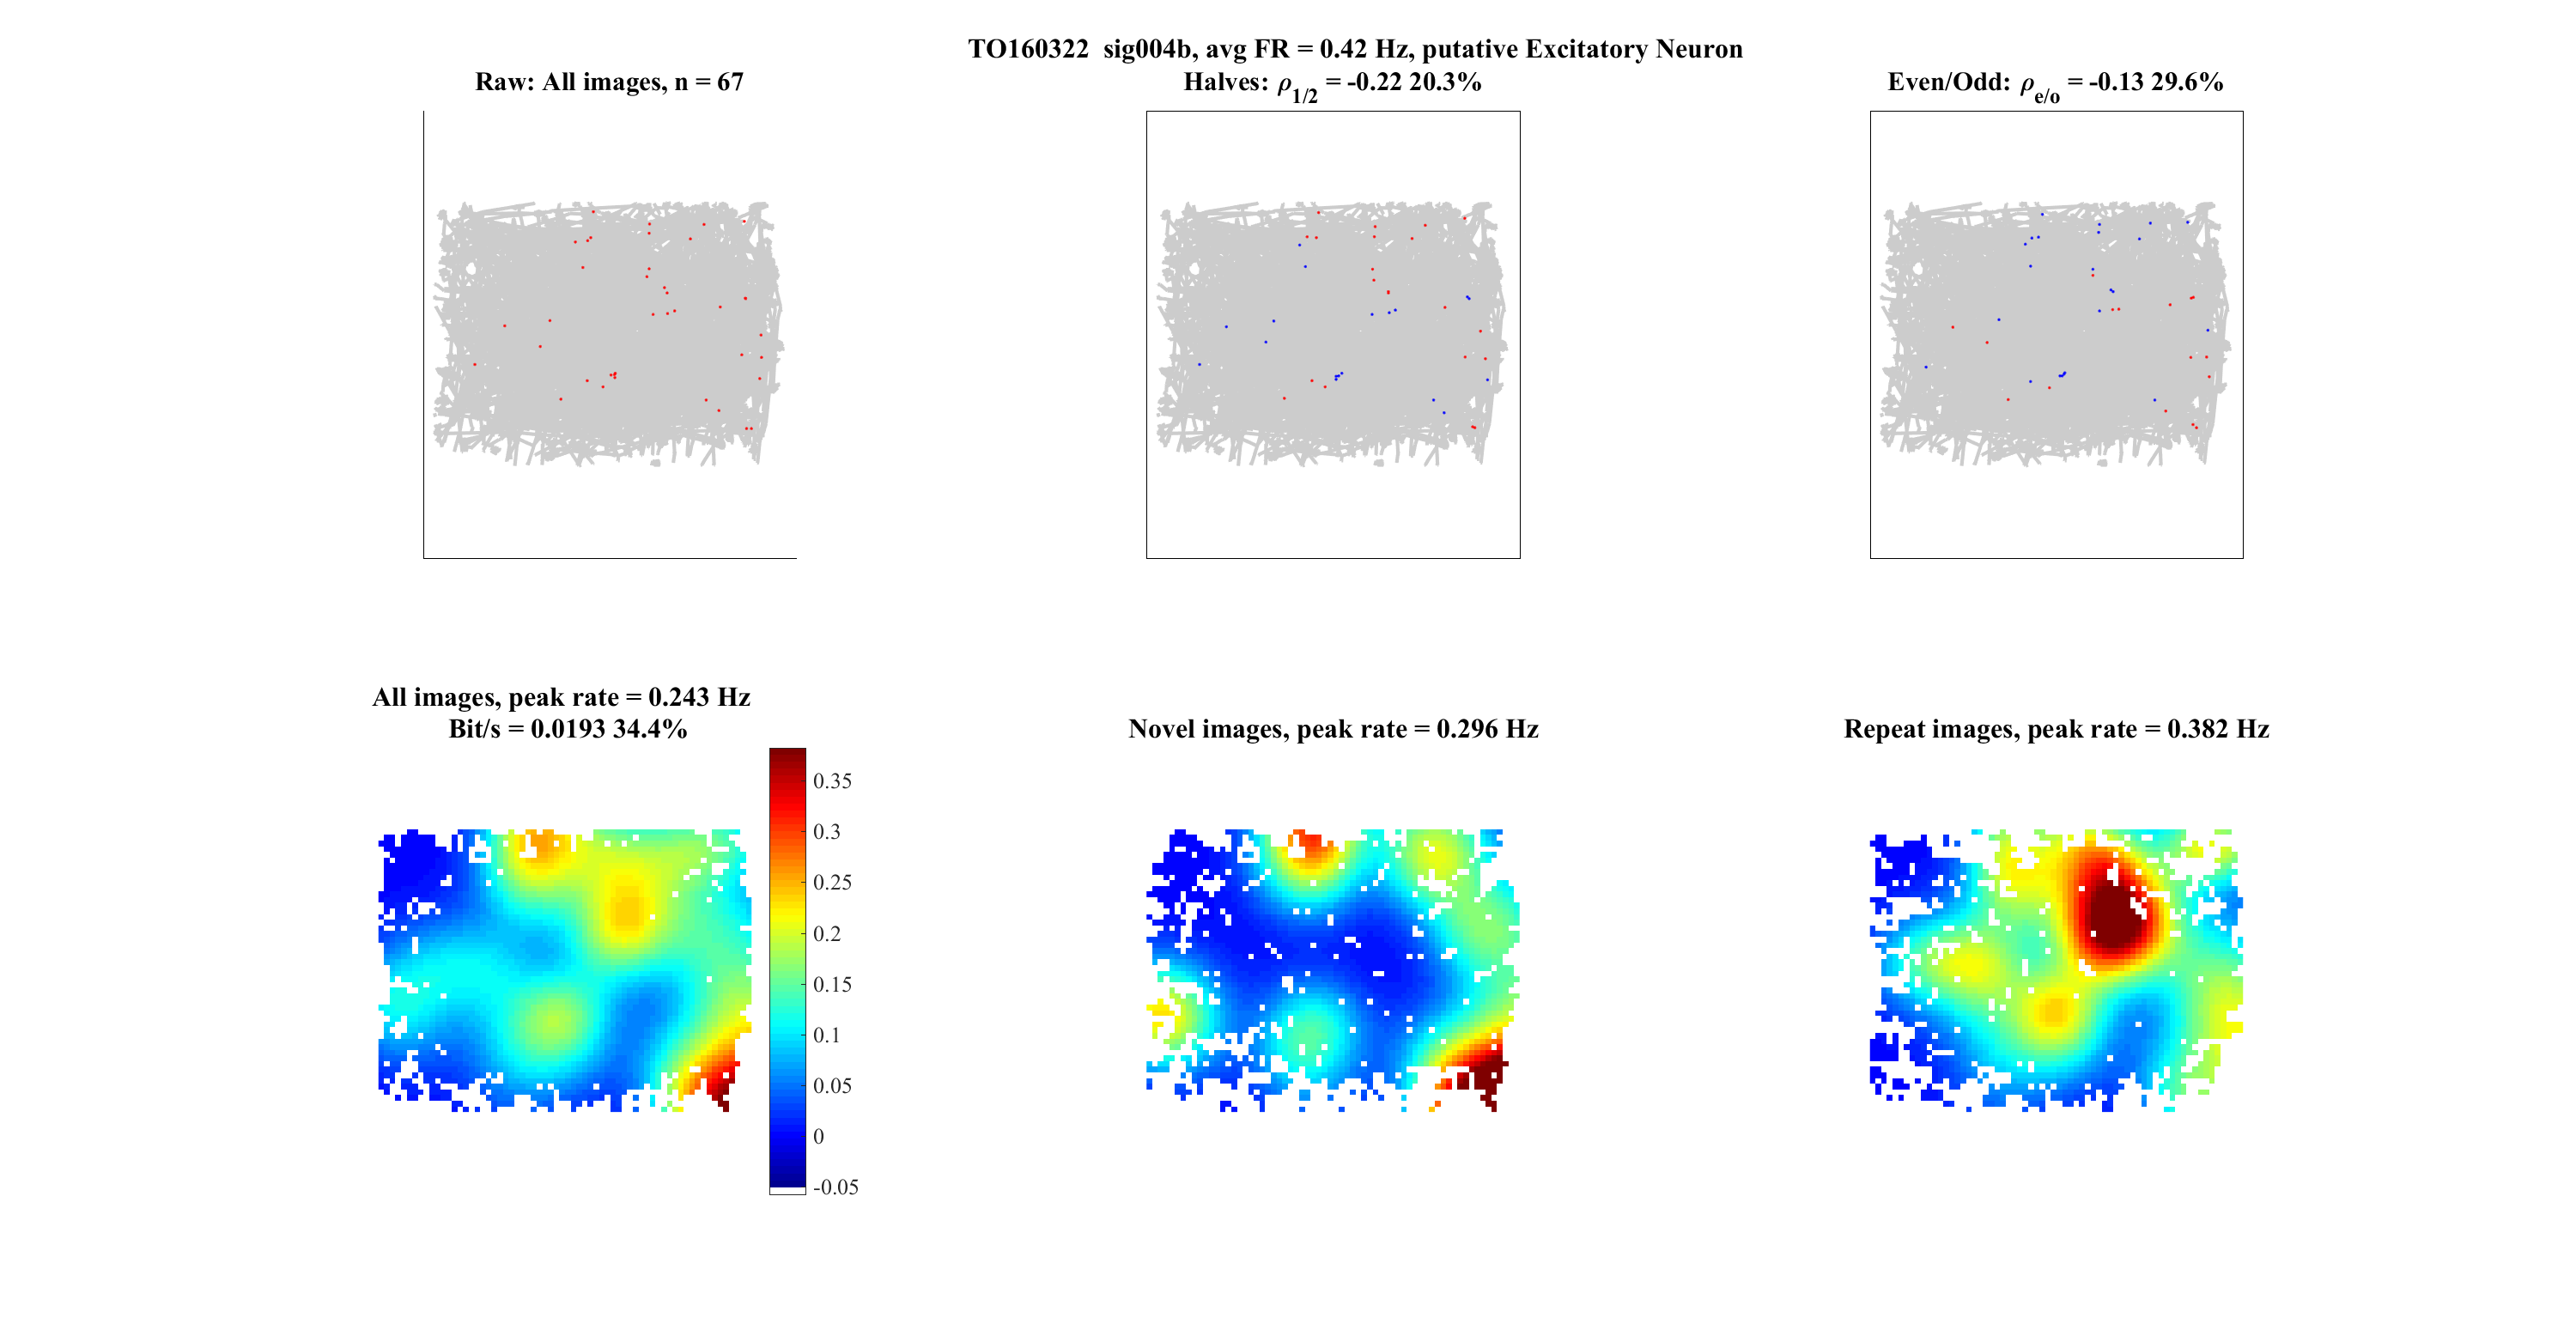 TO160322  sig004b, avg FR = 0.42 Hz, putative Excitatory Neuron
Raw: All images, n = 67
Halves: ρ1/2 = -0.22 20.3%
Even/Odd: ρe/o = -0.13 29.6%
All images, peak rate = 0.243 Hz
Bit/s = 0.0193 34.4%
Novel images, peak rate = 0.296 Hz
Repeat images, peak rate = 0.382 Hz
0.35
0.3
0.25
0.2
0.15
0.1
0.05
0
-0.05